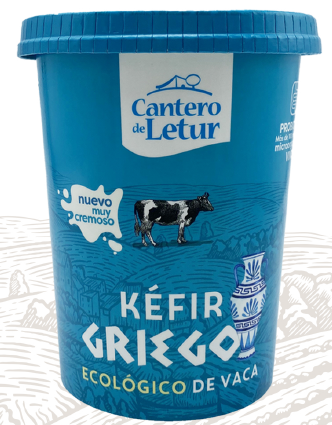 Cantero
de Letur
nuevo
muy
cremoso
KÉFIR
GRIEGO
ECOLÓGICO DE VACA